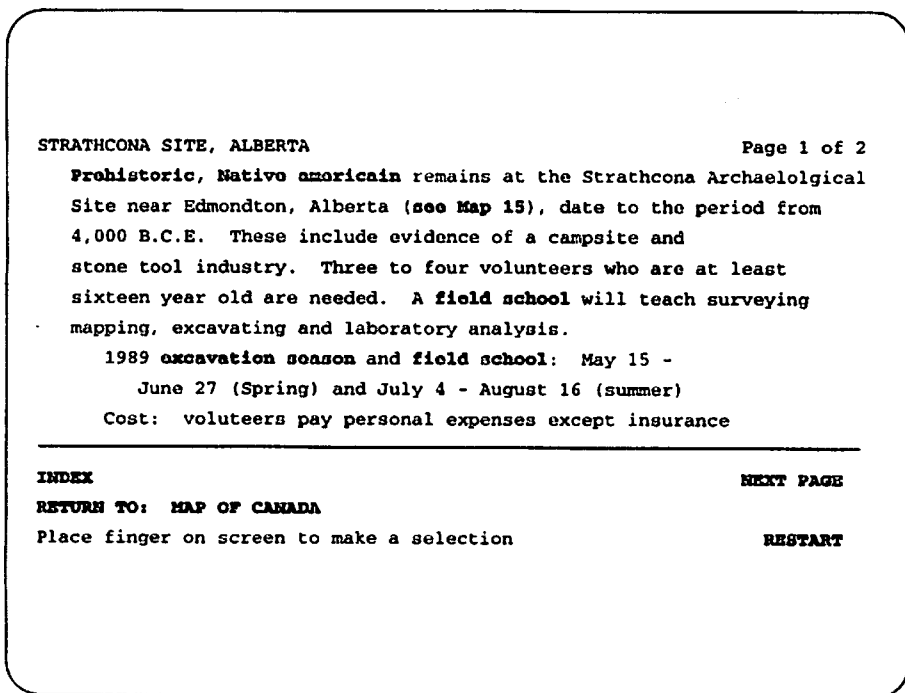 STRATHCONA SITE, ALBERTA Page 1 of 2
Prohistoric, Nativo amoricain remains at the Strathcona Archaelolgical
Site near Edmondton, Alberta (soo Map 15), date to the period from
4,000 B.C.E. These include evidence of a campsite and
stone tool industry. Three to four volunteers who are at least
sixteen year old are needed. A field school will teach surveying
mapping, excavating and laboratory analysis.
1989 excavation season and field school: May 15 -
June 27 (Spring) and July 4 - August 16 (summer)
Cost: voluteers pay personal expenses except insurance
INDEX NEXT PAGE
RETURN TO: MAP OF CANADA
Place finger on screen to make a selection RESTART